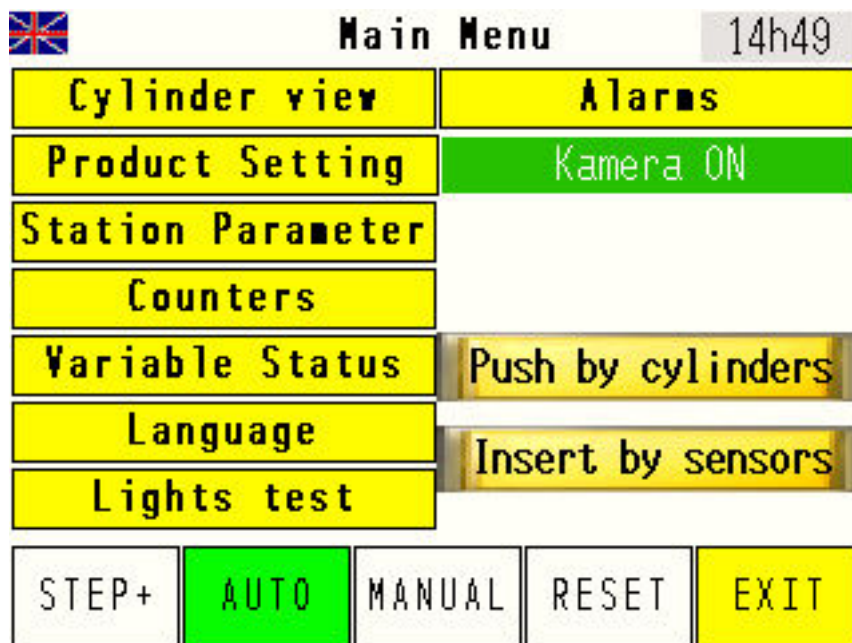 Main Menu 14h49
Cylinder view Alarms
Product Setting Kamera ON
Station Parameter
Counters
Variable Status Push by cylinders
Language Insert by sensors
Lights test
STEP+ AUTO MANUAL RESET EXIT